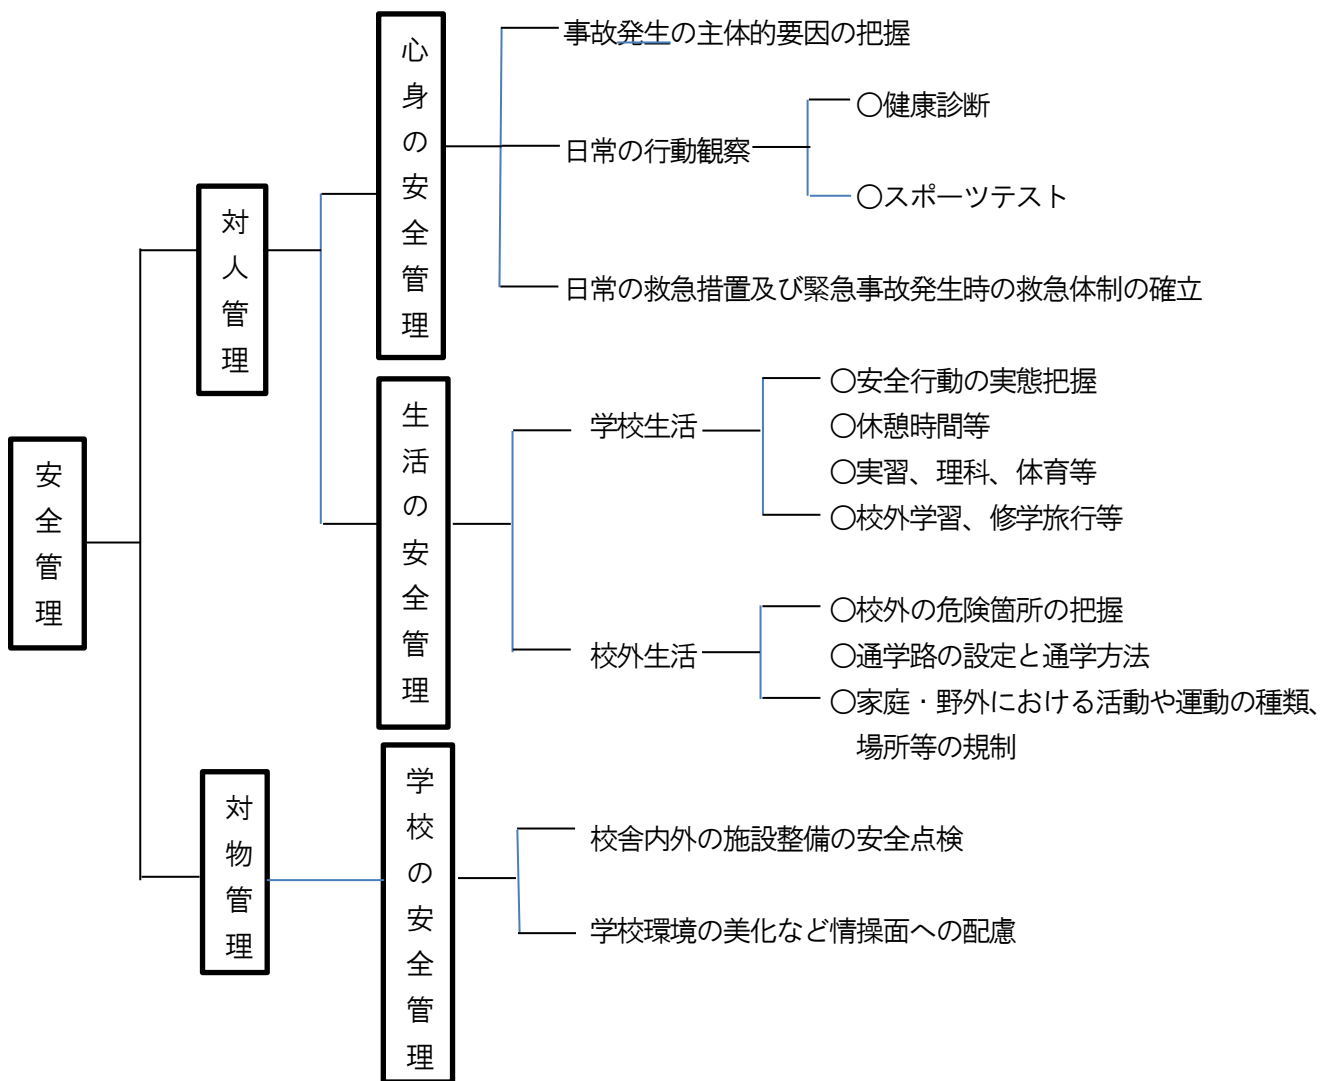 安全管理
対人管理
心身の安全管理
事故発生の主体的要因の把握
日常の行動観察
○健康診断
○スポーツテスト
日常の救急措置及び緊急事故発生時の救急体制の確立
生活の安全管理
学校生活
○安全行動の実態把握
○休憩時間等
○実習、理科、体育等
○校外学習、修学旅行等
校外生活
○校外の危険箇所の把握
○通学路の設定と通学方法
○家庭・野外における活動や運動の種類、
場所等の規制
対物管理
学校の安全管理
校舎内外の施設整備の安全点検
学校環境の美化など情操面への配慮